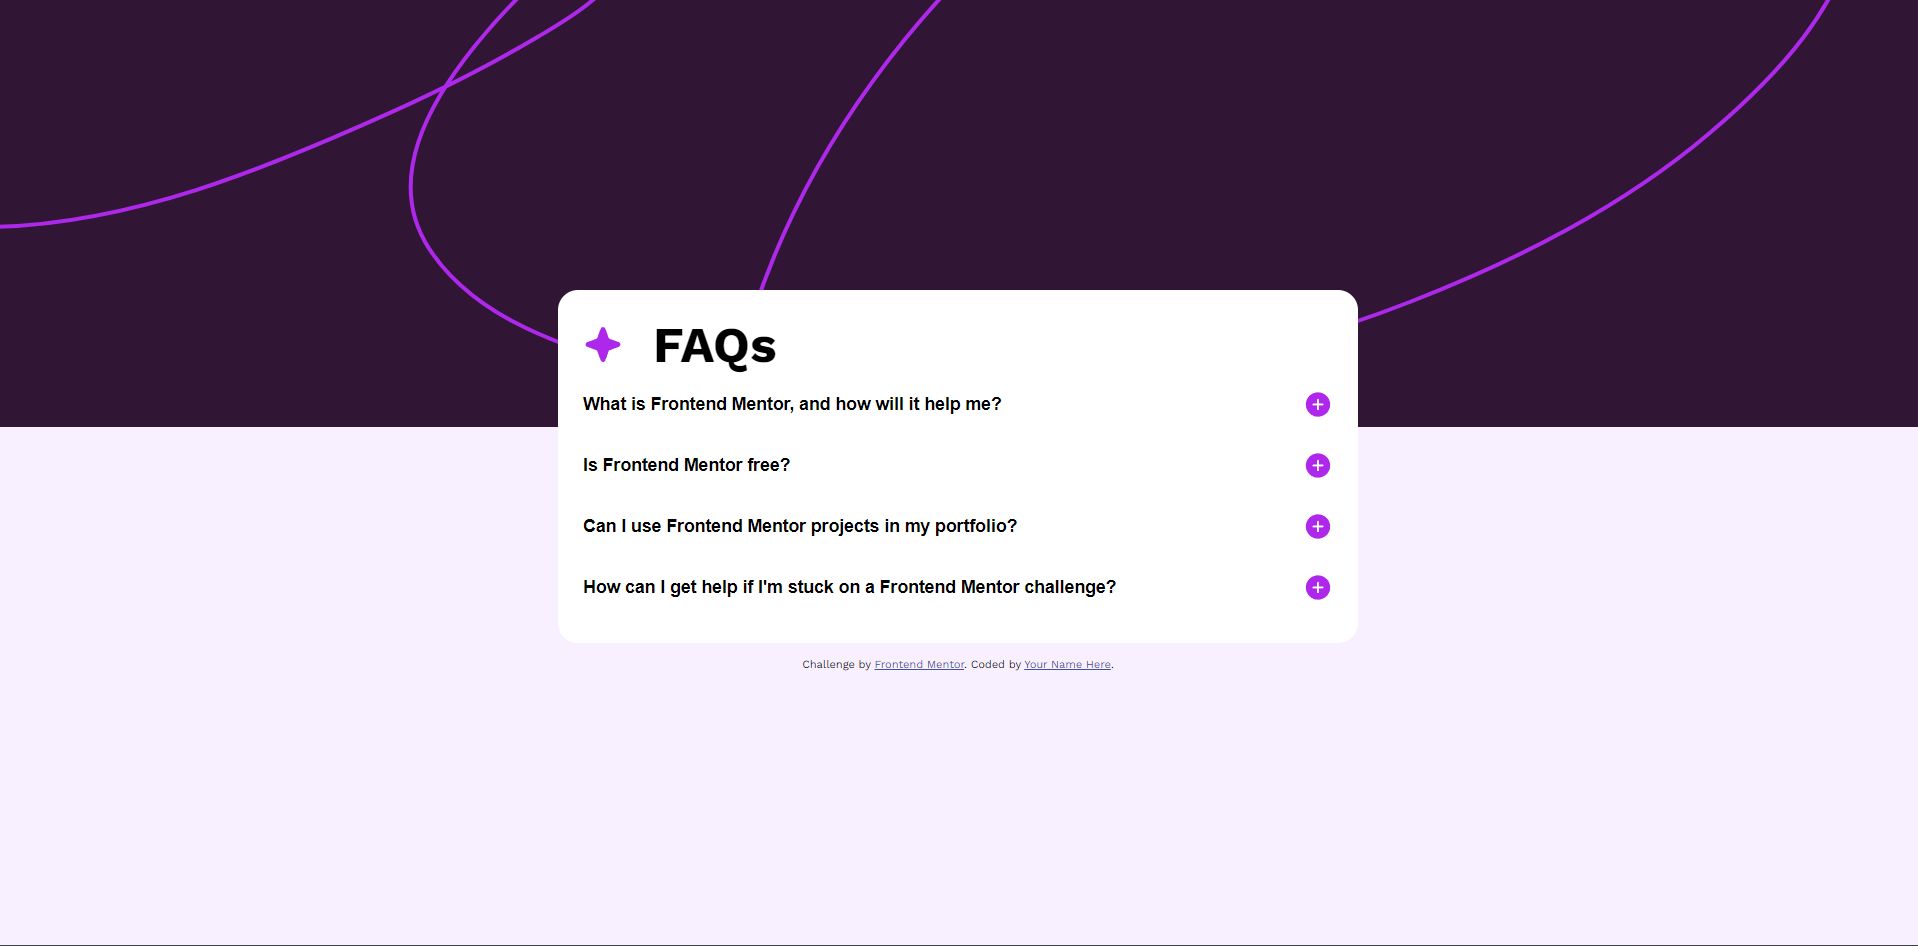 FAQs
What is Frontend Mentor, and how will it help me?
Is Frontend Mentor free?
Can I use Frontend Mentor projects in my portfolio?
How can I get help if I'm stuck on a Frontend Mentor challenge?
Challenge by Frontend Mentor. Coded by Your Name Here.